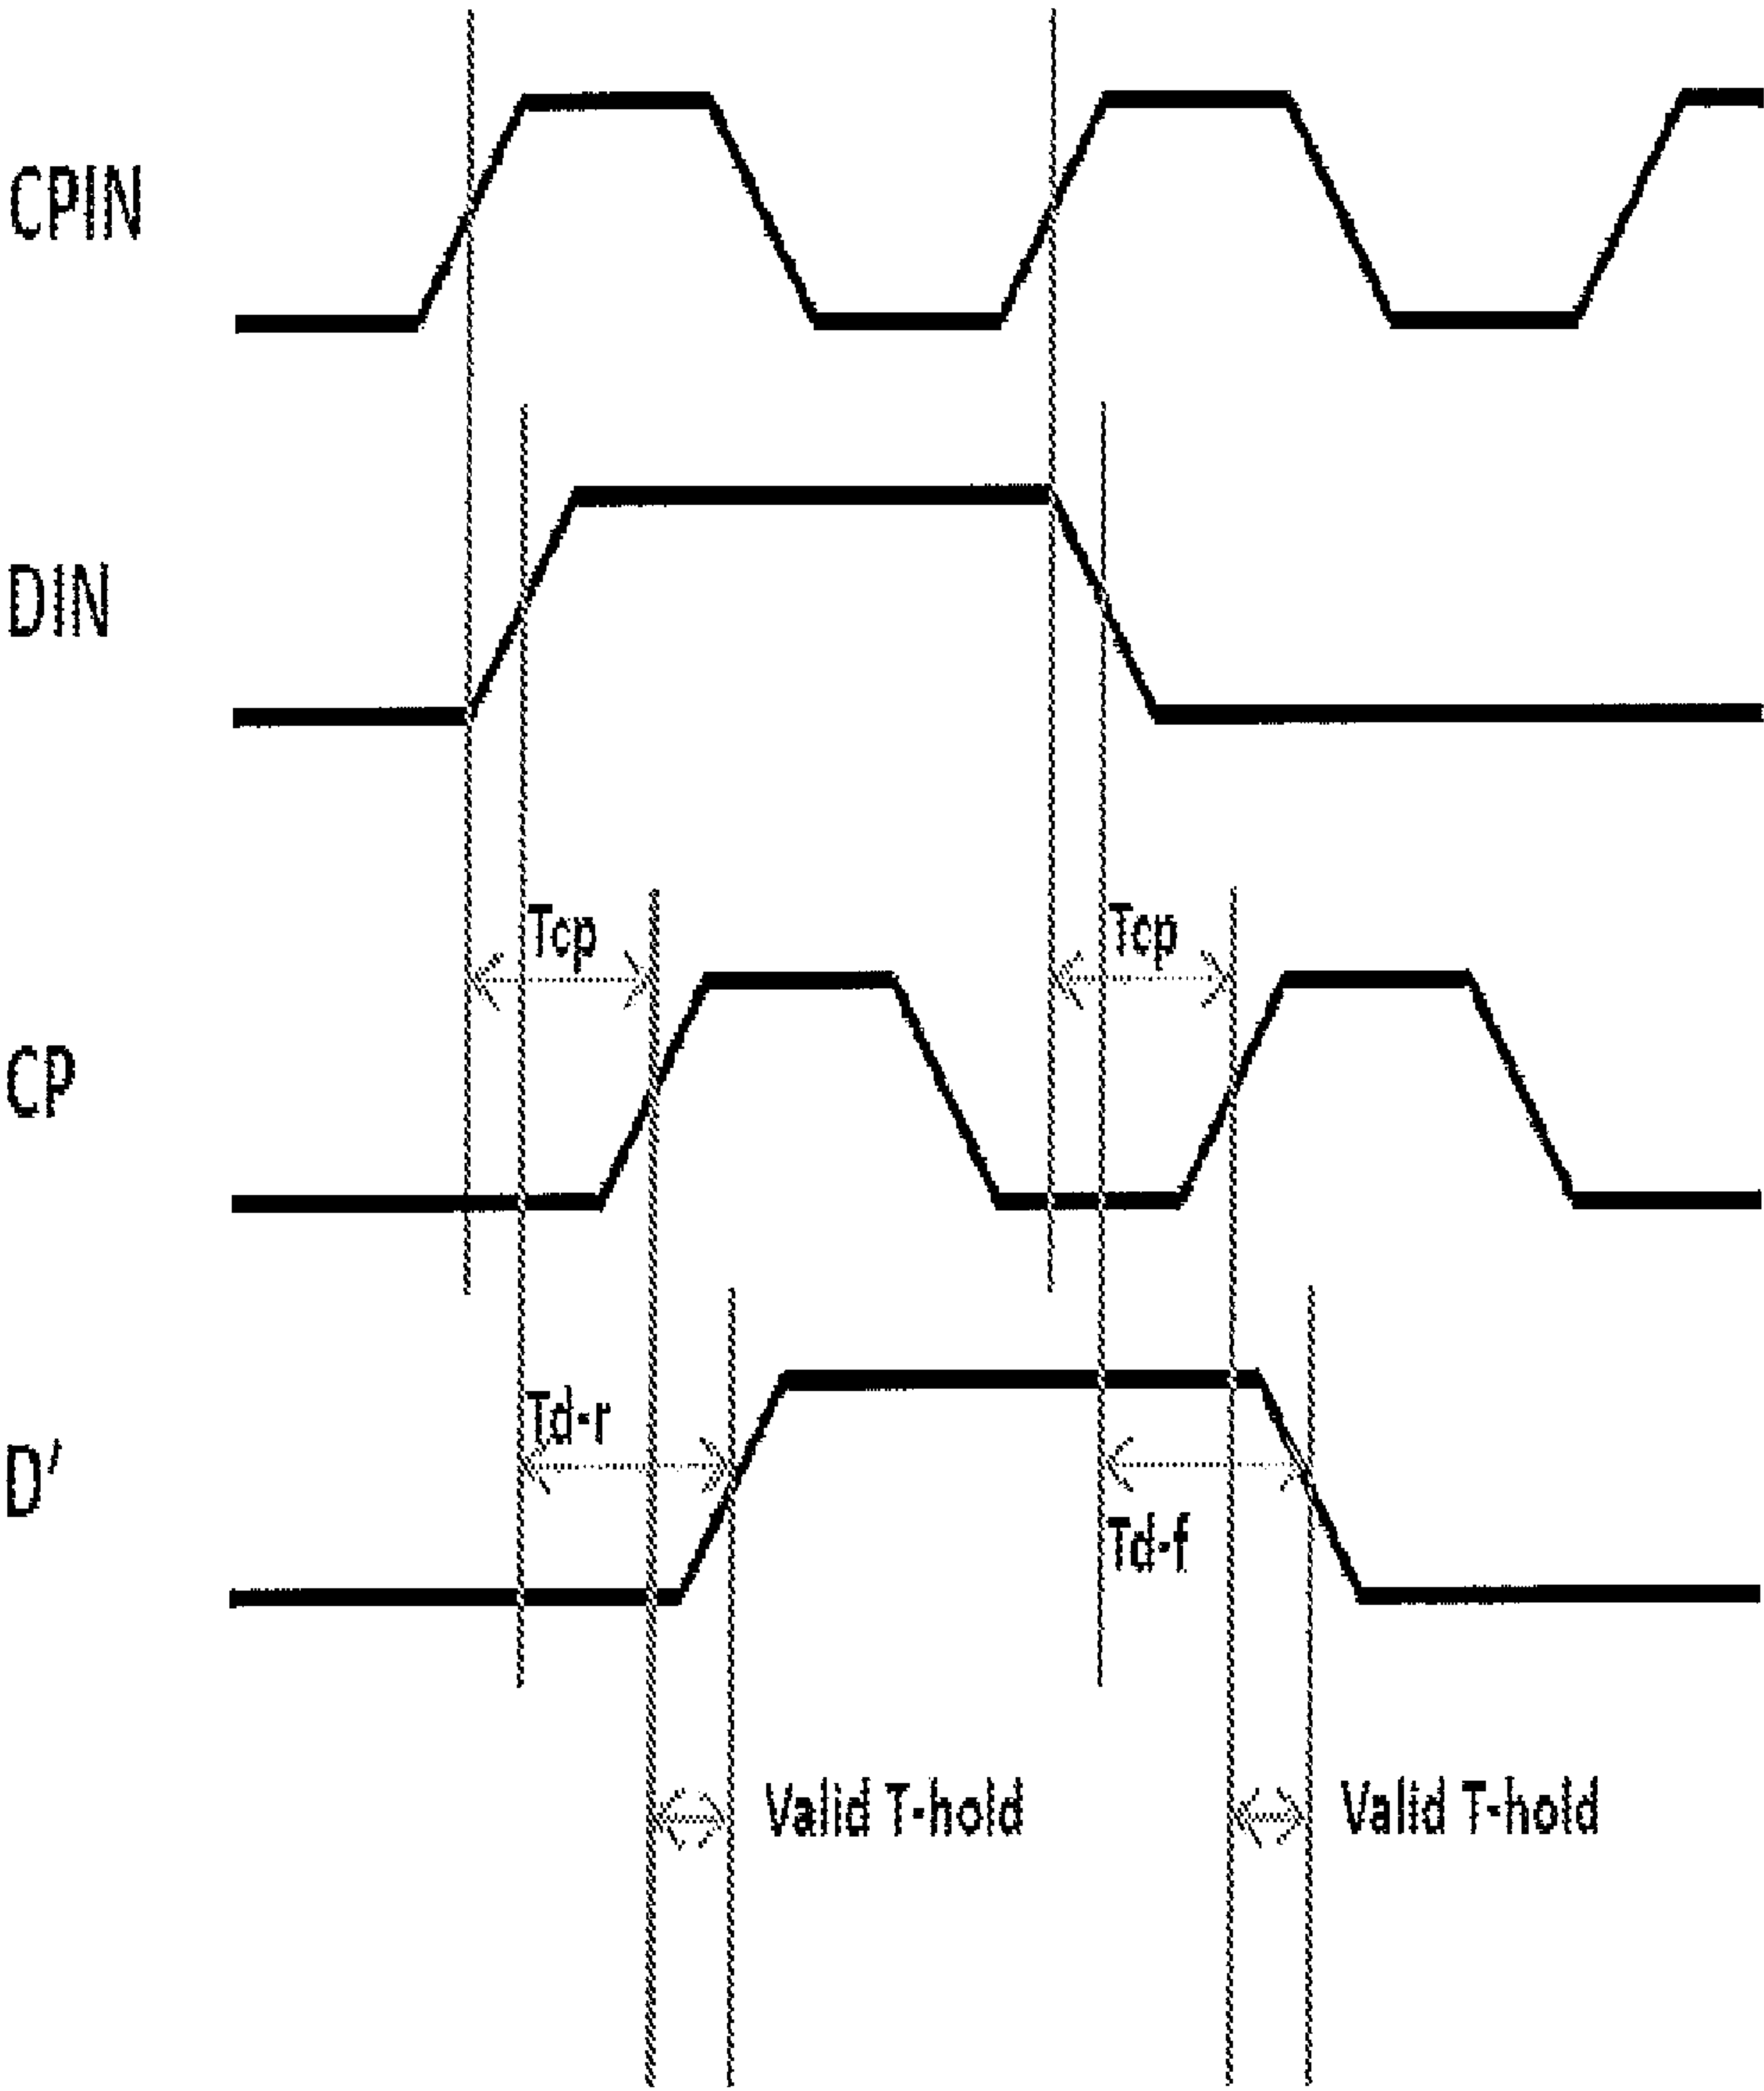 CPIN
DIN
Tcp Tcp
CP
Td-r
D'
Td-f
Valid T-hold Valid T-hold